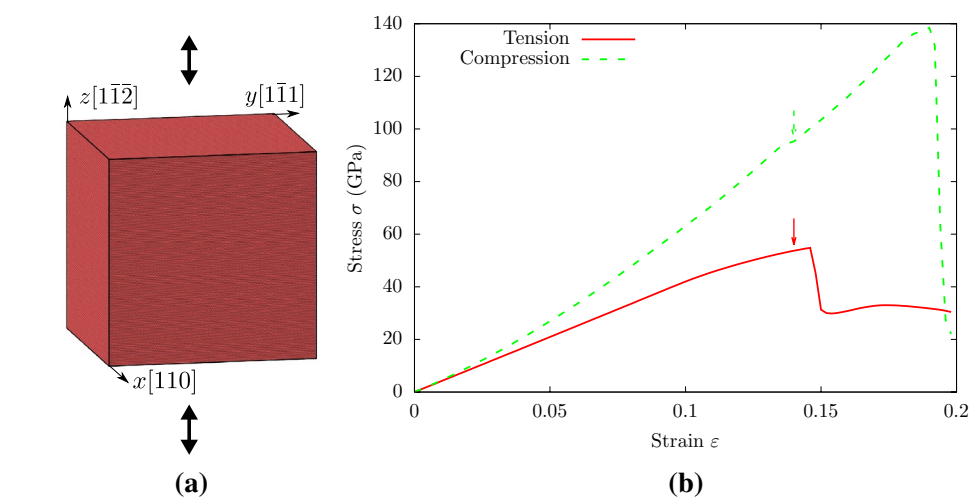 z[11̄2̄]
y[11̄1]
x[110]
(a)
Tension
Compression
Stress σ (GPa)
140
120
100
80
60
40
20
0
0 0.05 0.1 0.15 0.2
Strain ε
(b)